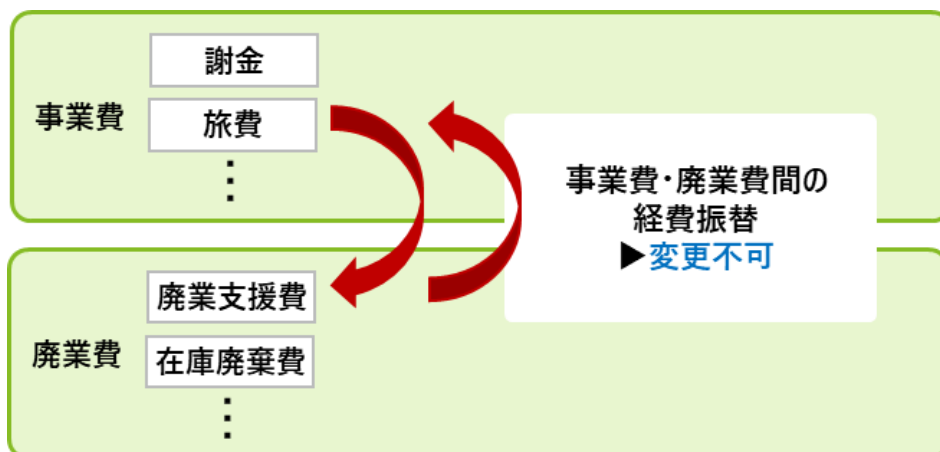 事業費
謝金
旅費
⋮
事業費・廃業費間の
経費振替
▶変更不可
廃業費
廃業支援費
在庫廃棄費
⋮